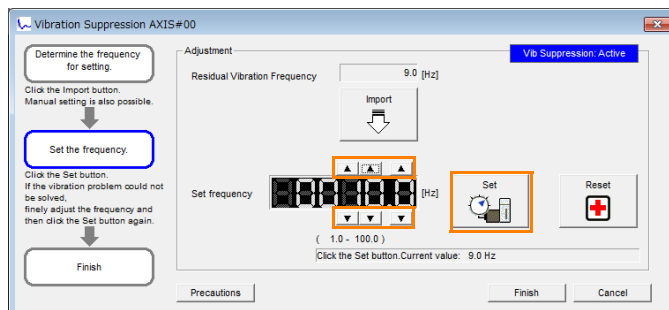 Vibration Suppression AXIS#00
Determine the frequency
for setting.
Click the Import button.
Manual setting is also possible.
Set the frequency.
Click the Set button.
If the vibration problem could not
be solved,
finely adjust the frequency and
then click the Set button again.
Finish
Adjustment
Vib Suppression: Active
Residual Vibration Frequency 9.0 [Hz]
Import
Set frequency [Hz]
Set
Reset
( 1.0 - 100.0 )
Click the Set button.Current value: 9.0 Hz
Precautions
Finish
Cancel